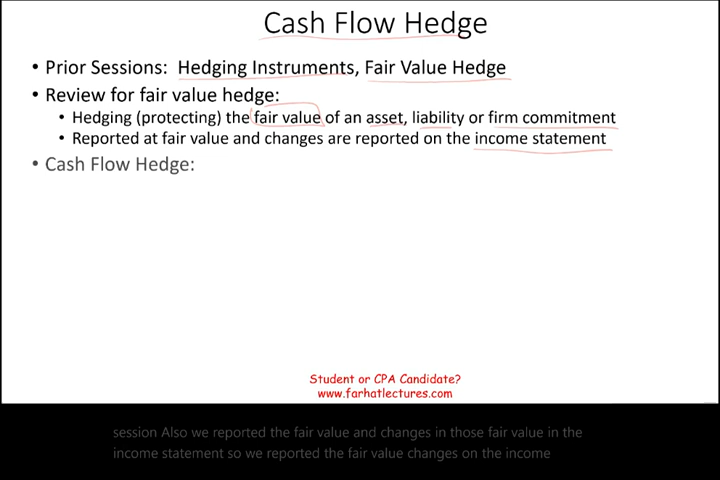 Cash Flow Hedge
• Prior Sessions: Hedging Instruments, Fair Value Hedge
• Review for fair value hedge:
• Hedging (protecting) the fair value of an asset, liability or firm commitment
• Reported at fair value and changes are reported on the income statement
• Cash Flow Hedge:
Student or CPA Candidate?
www.farhatlectures.com
session Also we reported the fair value and changes in those fair value in the
income statement so we reported the fair value changes on the income